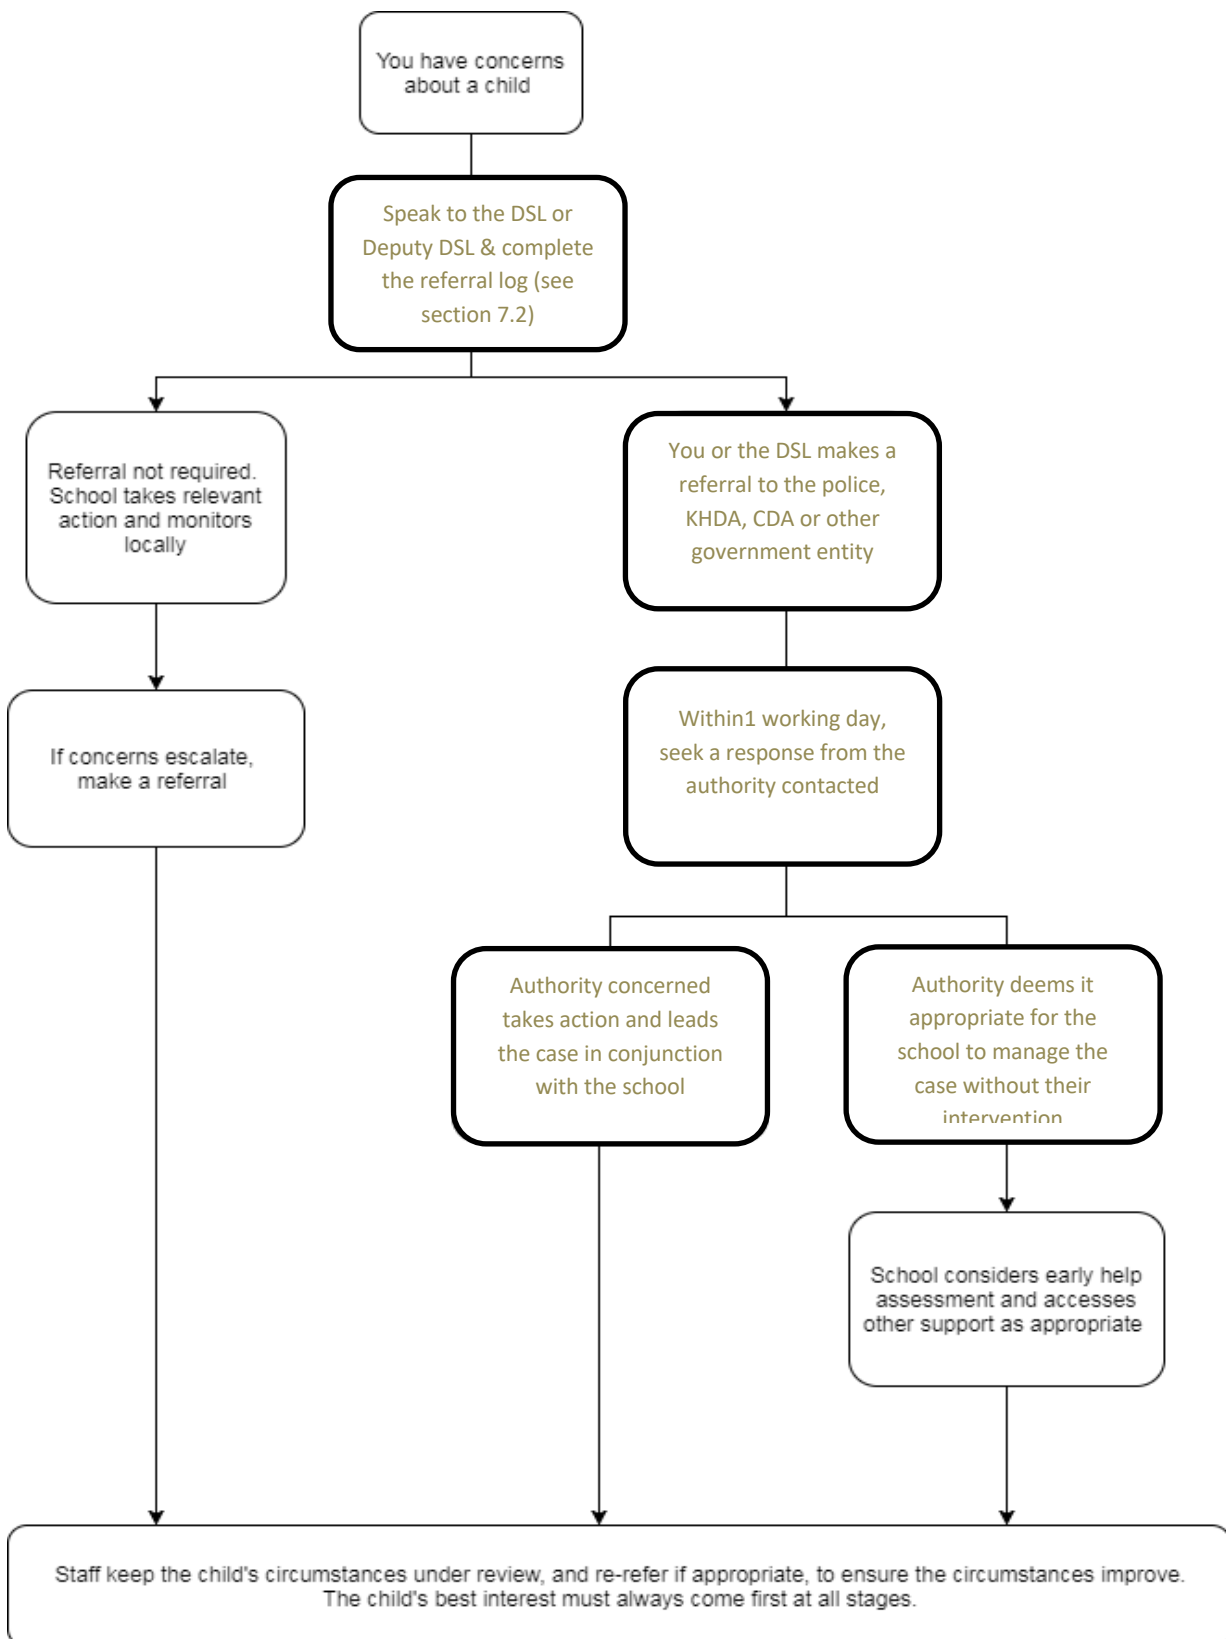 You have concerns
about a child
Speak to the DSL or
Deputy DSL & complete
the referral log (see
section 7.2)
Referral not required.
School takes relevant
action and monitors
locally
You or the DSL makes a
referral to the police,
KHDA, CDA or other
government entity
If concerns escalate,
make a referral
Within1 working day,
seek a response from the
authority contacted
Authority concerned
takes action and leads
the case in conjunction
with the school
Authority deems it
appropriate for the
school to manage the
case without their
intervention
School considers early help
assessment and accesses
other support as appropriate
Staff keep the child's circumstances under review, and re-refer if appropriate, to ensure the circumstances improve.
The child's best interest must always come first at all stages.